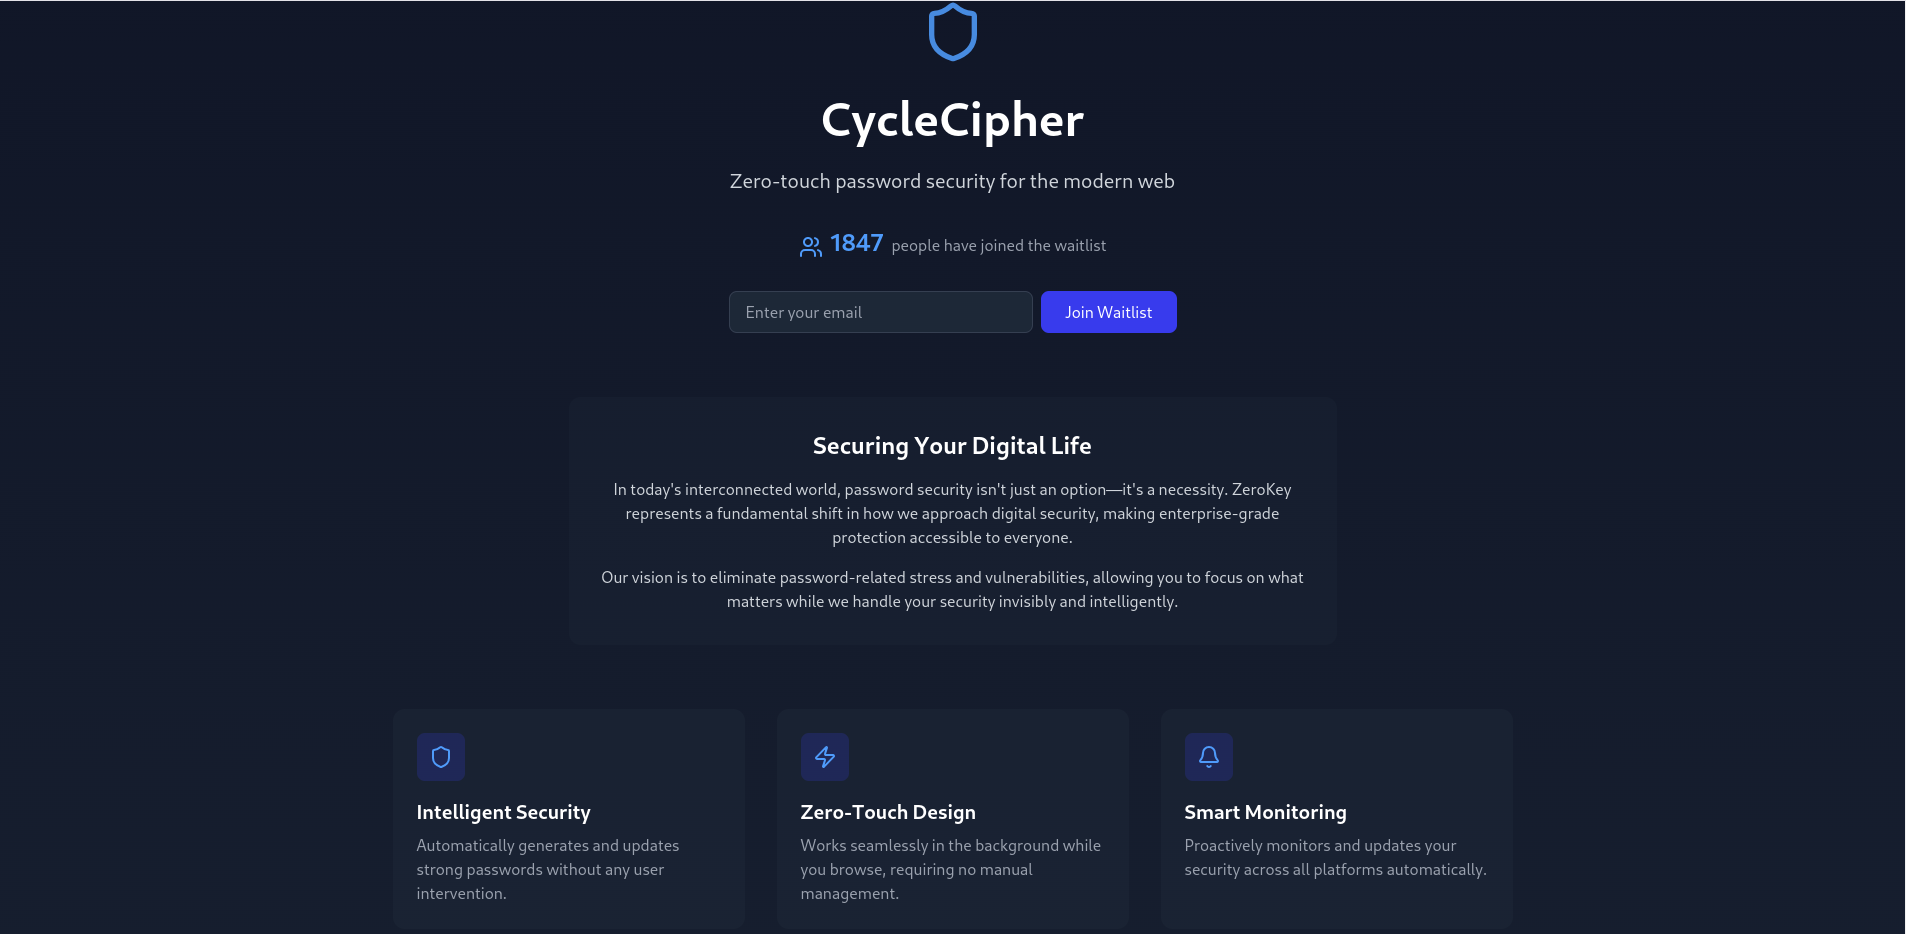 CycleCipher
Zero-touch password security for the modern web
1847 people have joined the waitlist
Enter your email
Join Waitlist
Securing Your Digital Life
In today's interconnected world, password security isn't just an option—it's a necessity. ZeroKey
represents a fundamental shift in how we approach digital security, making enterprise-grade
protection accessible to everyone.
Our vision is to eliminate password-related stress and vulnerabilities, allowing you to focus on what
matters while we handle your security invisibly and intelligently.
Intelligent Security
Automatically generates and updates
strong passwords without any user
intervention.
Zero-Touch Design
Works seamlessly in the background while
you browse, requiring no manual
management.
Smart Monitoring
Proactively monitors and updates your
security across all platforms automatically.